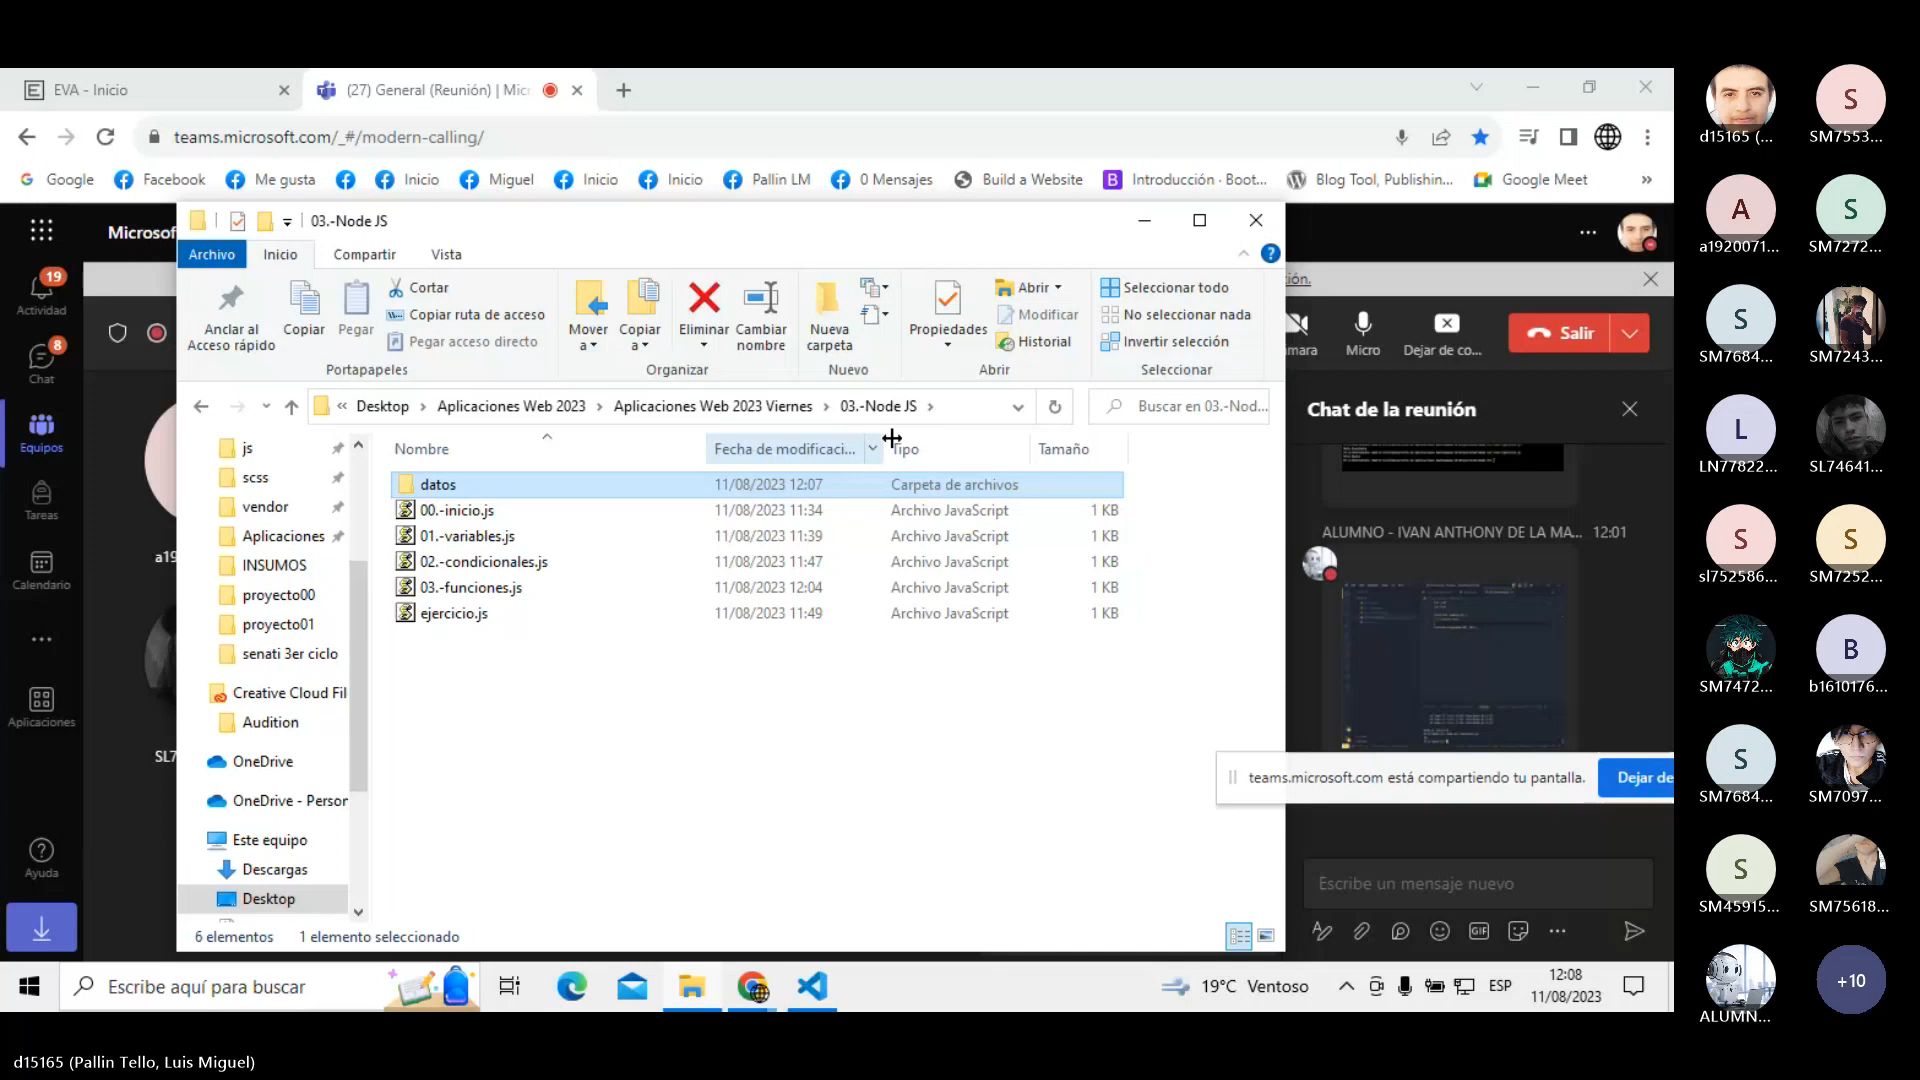 EVA - Inicio
(27) General (Reunión) | Mic
teams.microsoft.com/_#/modern-calling/
Google
Facebook
Me gusta
Inicio
Miguel
Inicio
Inicio
Pallin LM
0 Mensajes
Build a Website
Introducción · Boot...
Blog Tool, Publishin...
Google Meet
»
Microsof
03.-Node JS
Archivo
Inicio
Compartir
Vista
Anclar al
Acceso rápido
Copiar
Pegar
Cortar
Copiar ruta de acceso
Pegar acceso directo
Portapapeles
Mover
a
Copiar
a
Eliminar
Cambiar
nombre
Organizar
Nueva
carpeta
Nuevo
Propiedades
Abrir
Modificar
Historial
Abrir
Seleccionar todo
No seleccionar nada
Invertir selección
Seleccionar
« Desktop › Aplicaciones Web 2023 › Aplicaciones Web 2023 Viernes › 03.-Node JS ›
Buscar en 03.-Nod...
js
scss
vendor
Aplicaciones
INSUMOS
proyecto00
proyecto01
senati 3er ciclo
Creative Cloud Fil
Audition
OneDrive
OneDrive - Person
Este equipo
Descargas
Desktop
Nombre
Fecha de modificaci...
Tipo
Tamaño
datos 11/08/2023 12:07 Carpeta de archivos
00.-inicio.js 11/08/2023 11:34 Archivo JavaScript 1 KB
01.-variables.js 11/08/2023 11:39 Archivo JavaScript 1 KB
02.-condicionales.js 11/08/2023 11:47 Archivo JavaScript 1 KB
03.-funciones.js 11/08/2023 12:04 Archivo JavaScript 1 KB
ejercicio.js 11/08/2023 11:49 Archivo JavaScript 1 KB
6 elementos
1 elemento seleccionado
19
Actividad
8
Chat
Equipos
Tareas
Calendario
Aplicaciones
Ayuda
a19
SL7
ión.
mara
Micro
Dejar de co...
Salir
Chat de la reunión
ALUMNO - IVAN ANTHONY DE LA MA...
12:01
teams.microsoft.com está compartiendo tu pantalla.
Dejar de
Escribe un mensaje nuevo
GIF
Escribe aquí para buscar
19°C Ventoso
ESP
12:08
11/08/2023
d15165 (...
S
SM7553...
A
a1920071...
S
SM7272...
S
SM7684...
SM7243...
L
LN77822...
SL74641...
S
sl752586...
S
SM7252...
SM7472...
B
b1610176...
S
SM7684...
SM7097...
S
SM45915...
SM75618...
ALUMN...
+10
d15165 (Pallin Tello, Luis Miguel)